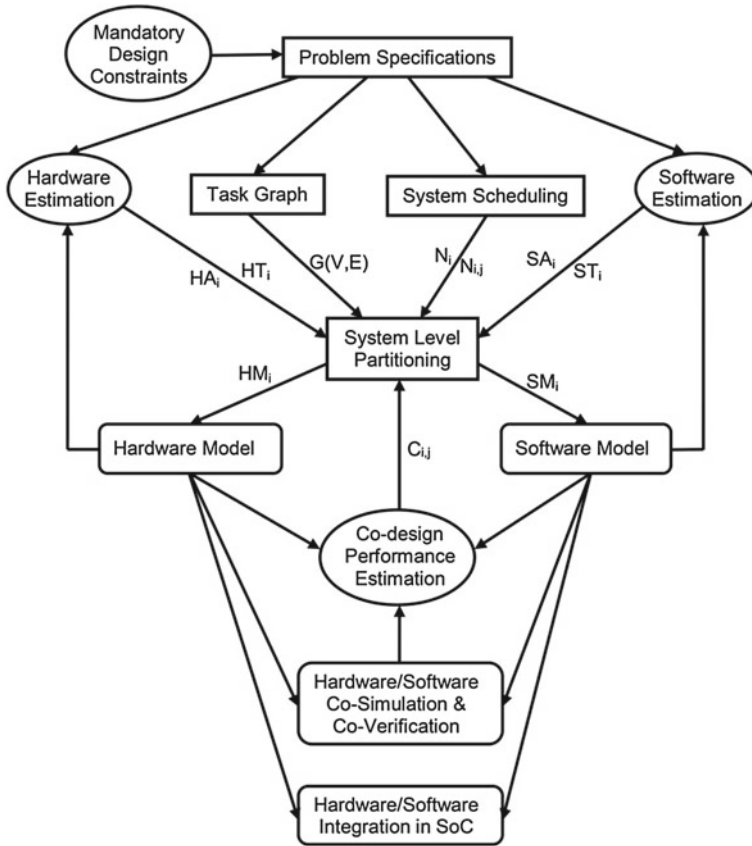 Mandatory
Design
Constraints
Problem Specifications
Hardware
Estimation
Task Graph
System Scheduling
Software
Estimation
HAi
HTi
G(V,E)
Ni
Ni,j
SAi
STi
System Level
Partitioning
HMi
SMi
Hardware Model
Ci,j
Software Model
Co-design
Performance
Estimation
Hardware/Software
Co-Simulation &
Co-Verification
Hardware/Software
Integration in SoC